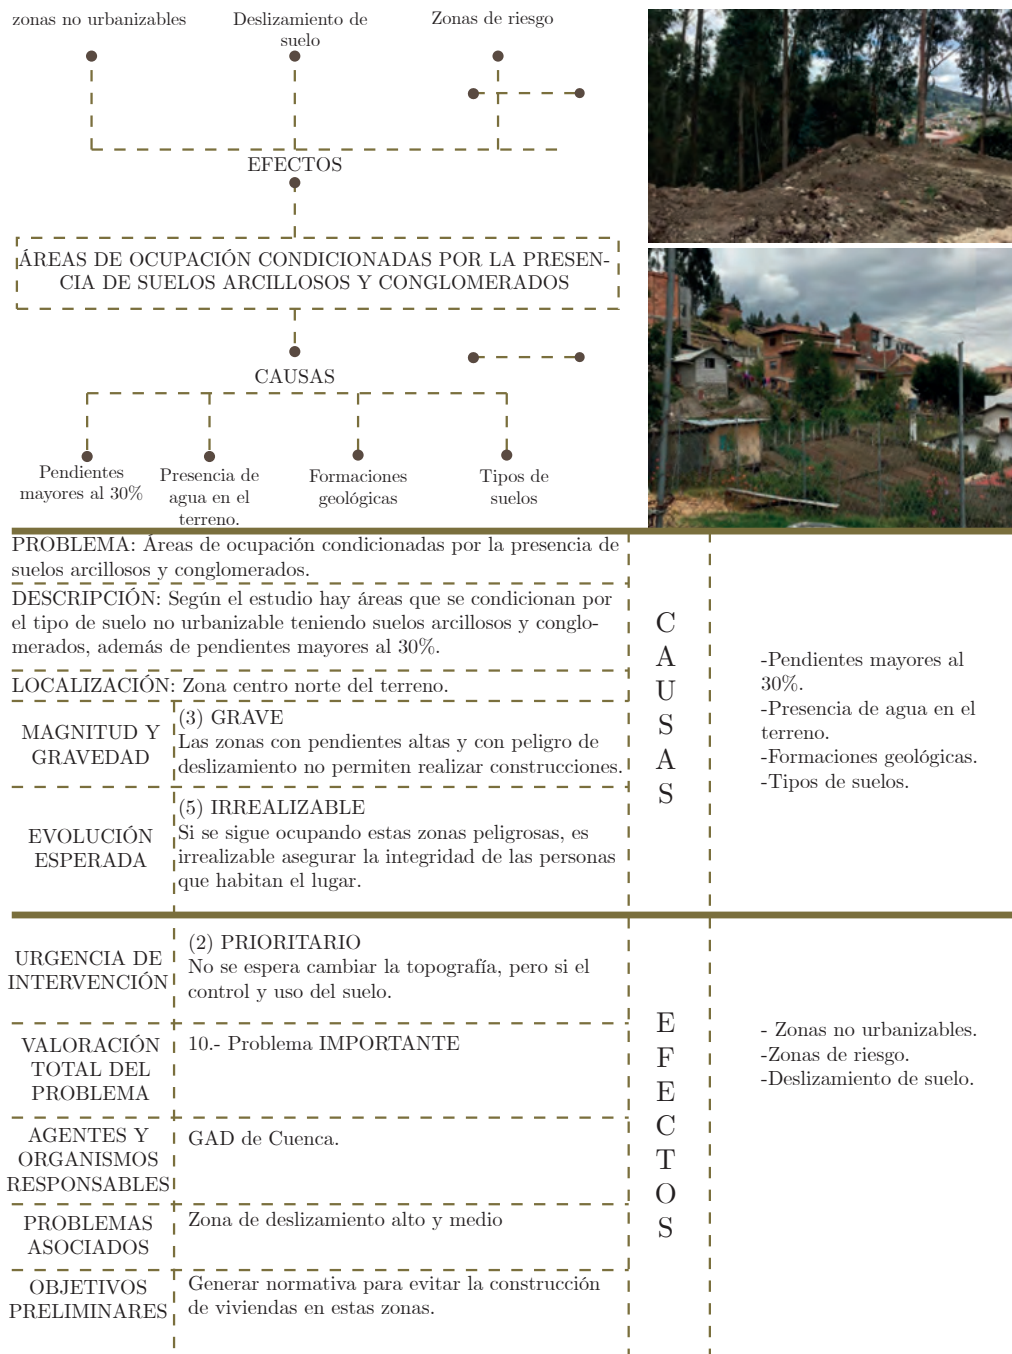 zonas no urbanizables
Deslizamiento de
suelo
Zonas de riesgo
EFECTOS
ÁREAS DE OCUPACIÓN CONDICIONADAS POR LA PRESEN-
CIA DE SUELOS ARCILLOSOS Y CONGLOMERADOS
CAUSAS
Pendientes
mayores al 30%
Presencia de
agua en el
terreno.
Formaciones
geológicas
Tipos de
suelos
PROBLEMA: Áreas de ocupación condicionadas por la presencia de
suelos arcillosos y conglomerados.
DESCRIPCIÓN: Según el estudio hay áreas que se condicionan por
el tipo de suelo no urbanizable teniendo suelos arcillosos y conglo-
merados, además de pendientes mayores al 30%.
LOCALIZACIÓN: Zona centro norte del terreno.
MAGNITUD Y
GRAVEDAD
(3) GRAVE
Las zonas con pendientes altas y con peligro de
deslizamiento no permiten realizar construcciones.
EVOLUCIÓN
ESPERADA
(5) IRREALIZABLE
Si se sigue ocupando estas zonas peligrosas, es
irrealizable asegurar la integridad de las personas
que habitan el lugar.
C
A
U
S
A
S
-Pendientes mayores al
30%.
-Presencia de agua en el
terreno.
-Formaciones geológicas.
-Tipos de suelos.
URGENCIA DE
INTERVENCIÓN
(2) PRIORITARIO
No se espera cambiar la topografía, pero si el
control y uso del suelo.
VALORACIÓN
TOTAL DEL
PROBLEMA
10.- Problema IMPORTANTE
AGENTES Y
ORGANISMOS
RESPONSABLES
GAD de Cuenca.
PROBLEMAS
ASOCIADOS
Zona de deslizamiento alto y medio
OBJETIVOS
PRELIMINARES
Generar normativa para evitar la construcción
de viviendas en estas zonas.
E
F
E
C
T
O
S
- Zonas no urbanizables.
-Zonas de riesgo.
-Deslizamiento de suelo.